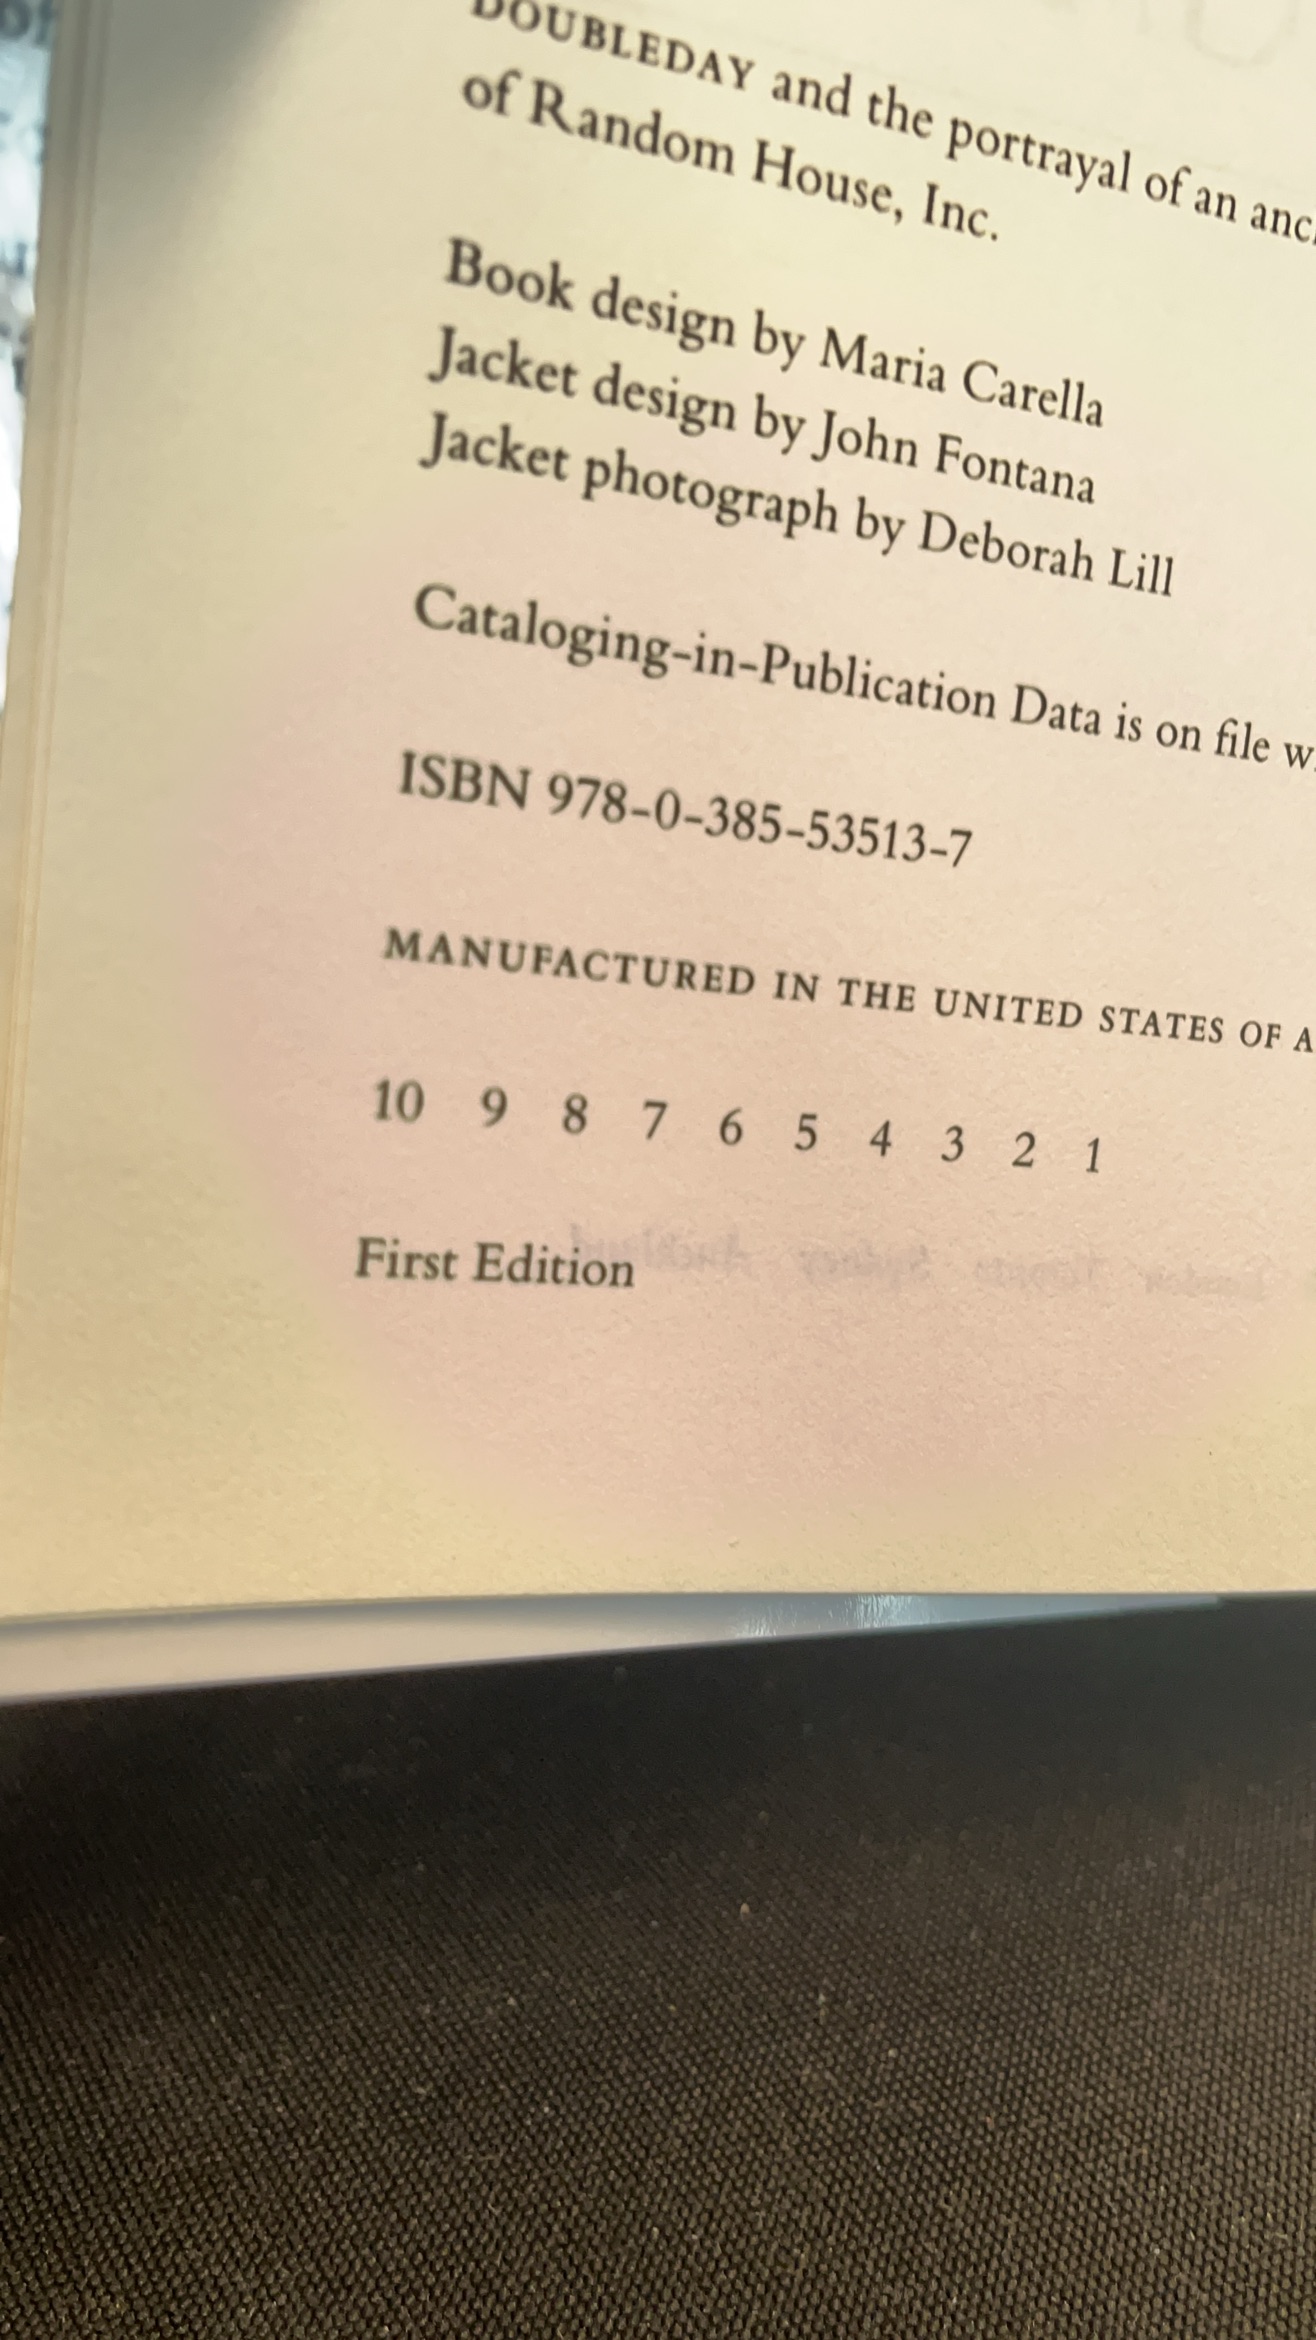 DOUBLEDAY and the portrayal of an
of Random House, Inc.
Book design by Maria Carella
Jacket design by John Fontana
Jacket photograph by Deborah Lill
Cataloging-in-Publication Data is on file
ISBN 978-0-385-53513-7
MANUFACTURED IN THE UNITED STATES OF
10 9 8 7 6 5 4 3 2 1
First Edition